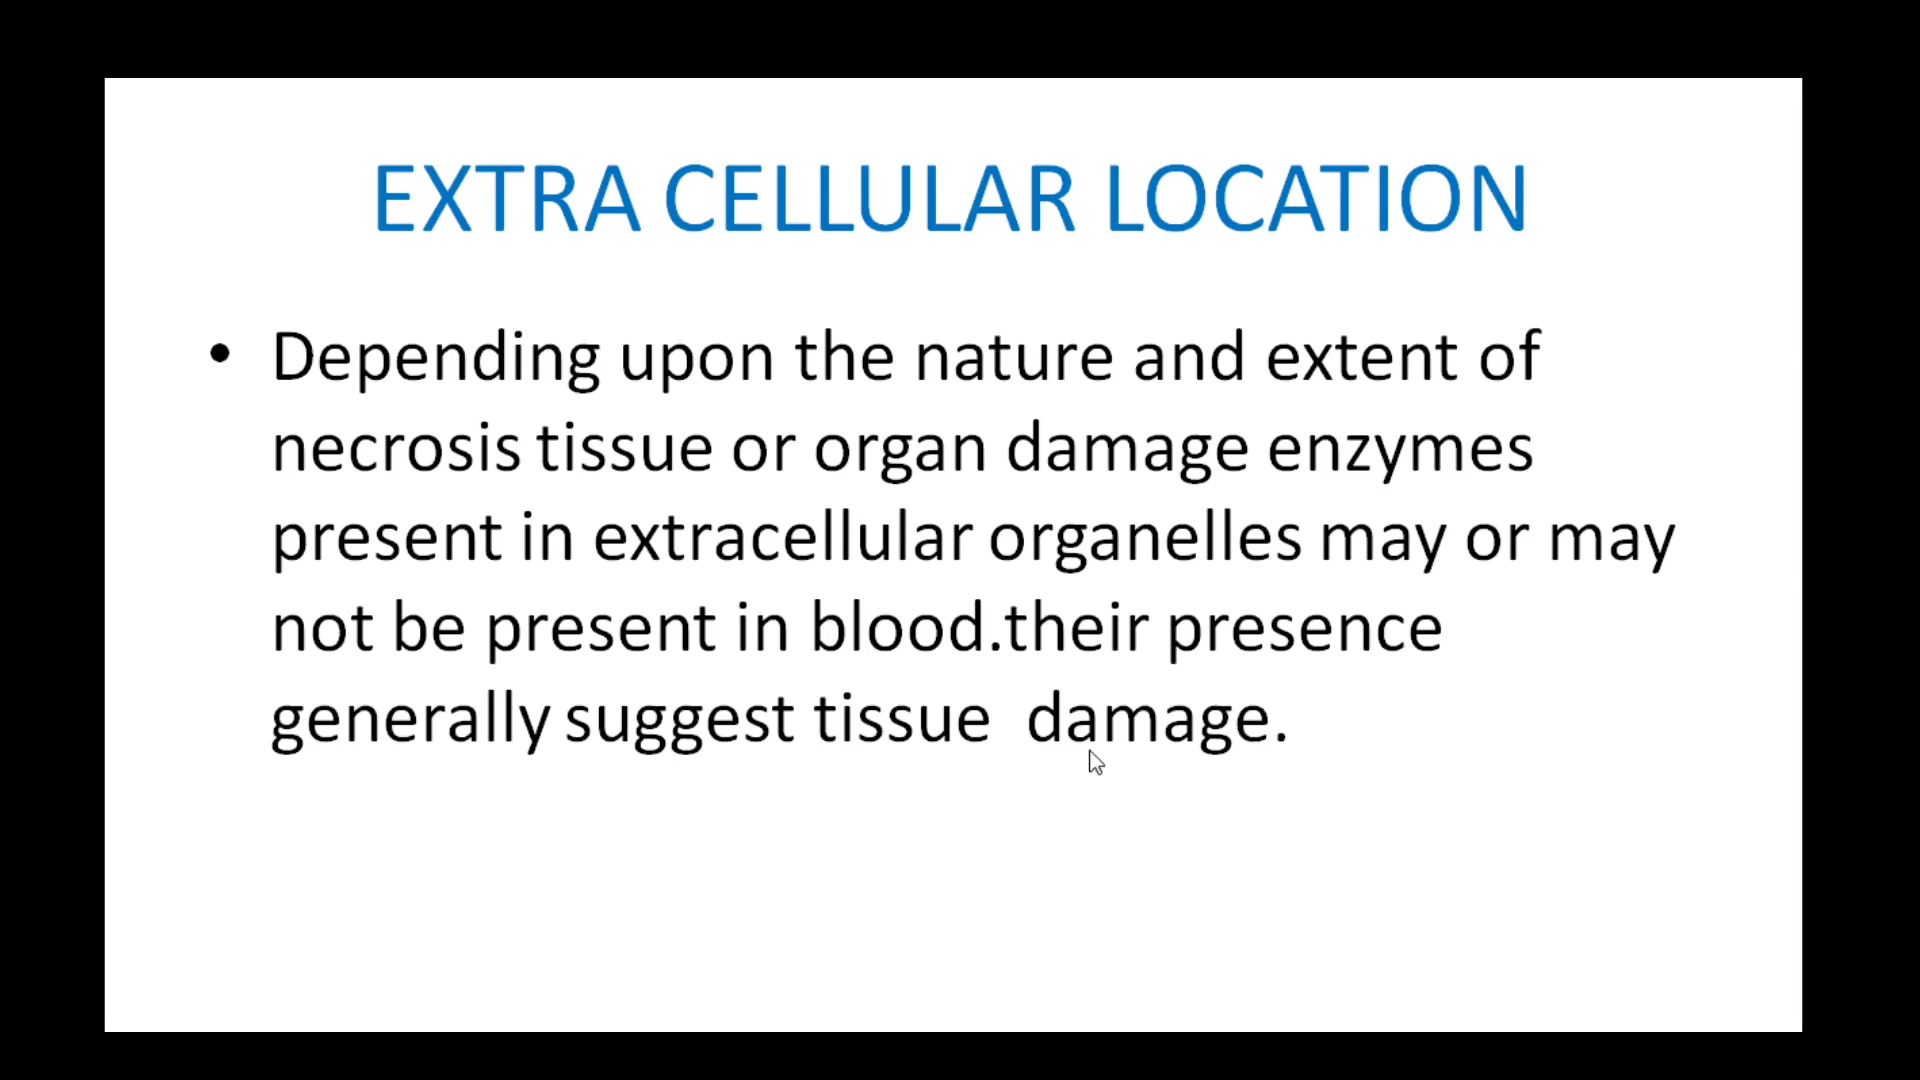 EXTRA CELLULAR LOCATION
• Depending upon the nature and extent of
necrosis tissue or organ damage enzymes
present in extracellular organelles may or may
not be present in blood.their presence
generally suggest tissue  damage.